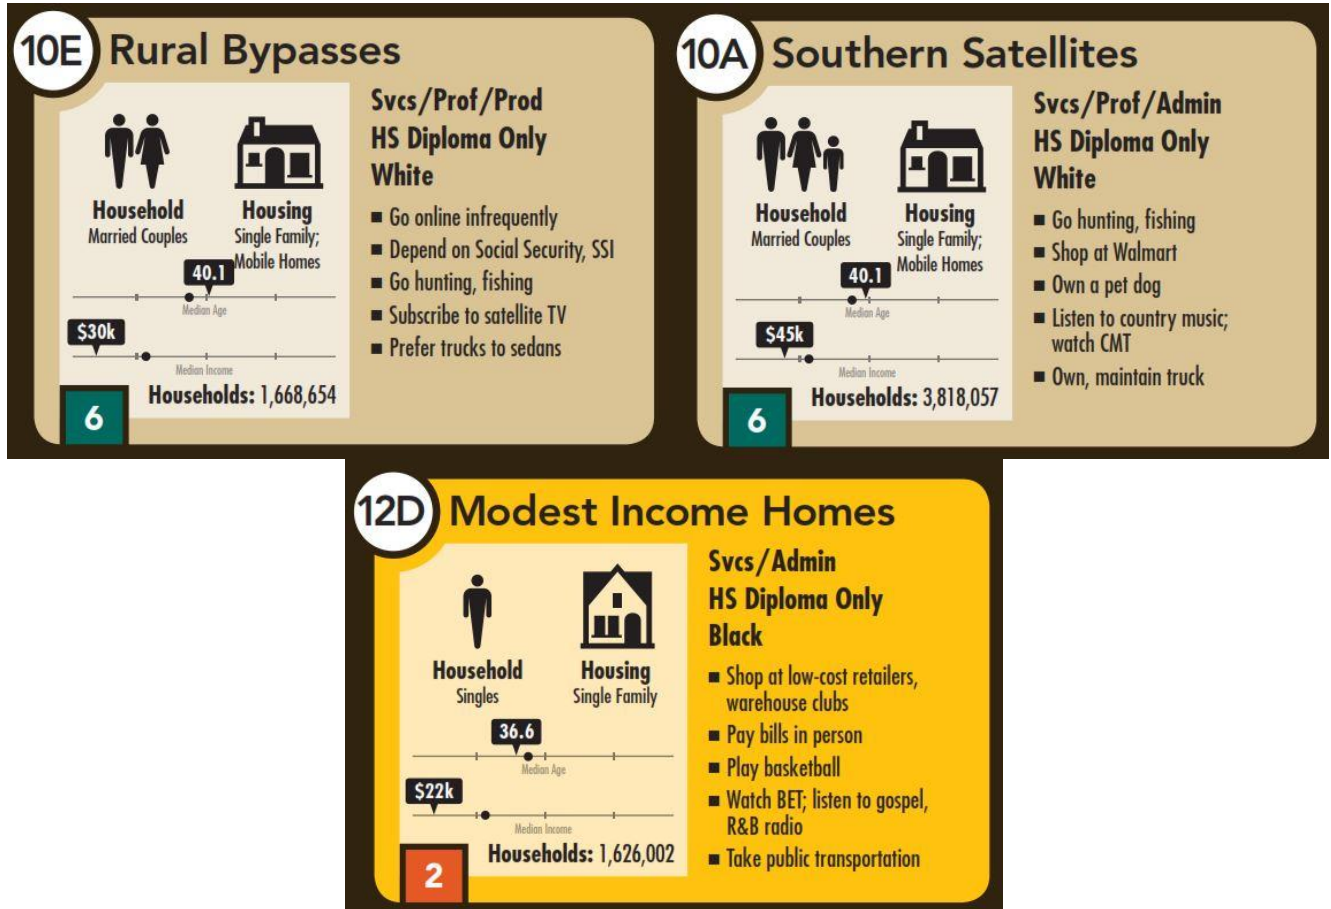 10E Rural Bypasses
Household
Married Couples
Housing
Single Family;
Mobile Homes
40.1
Median Age
$30k
Median Income
Households: 1,668,654
6
Svcs/Prof/Prod
HS Diploma Only
White
■ Go online infrequently
■ Depend on Social Security, SSI
■ Go hunting, fishing
■ Subscribe to satellite TV
■ Prefer trucks to sedans
10A Southern Satellites
Household
Married Couples
Housing
Single Family;
Mobile Homes
40.1
Median Age
$45k
Median Income
Households: 3,818,057
6
Svcs/Prof/Admin
HS Diploma Only
White
■ Go hunting, fishing
■ Shop at Walmart
■ Own a pet dog
■ Listen to country music;
watch CMT
■ Own, maintain truck
12D Modest Income Homes
Household
Singles
Housing
Single Family
36.6
Median Age
$22k
Median Income
Households: 1,626,002
2
Svcs/Admin
HS Diploma Only
Black
■ Shop at low-cost retailers,
warehouse clubs
■ Pay bills in person
■ Play basketball
■ Watch BET; listen to gospel,
R&B radio
■ Take public transportation